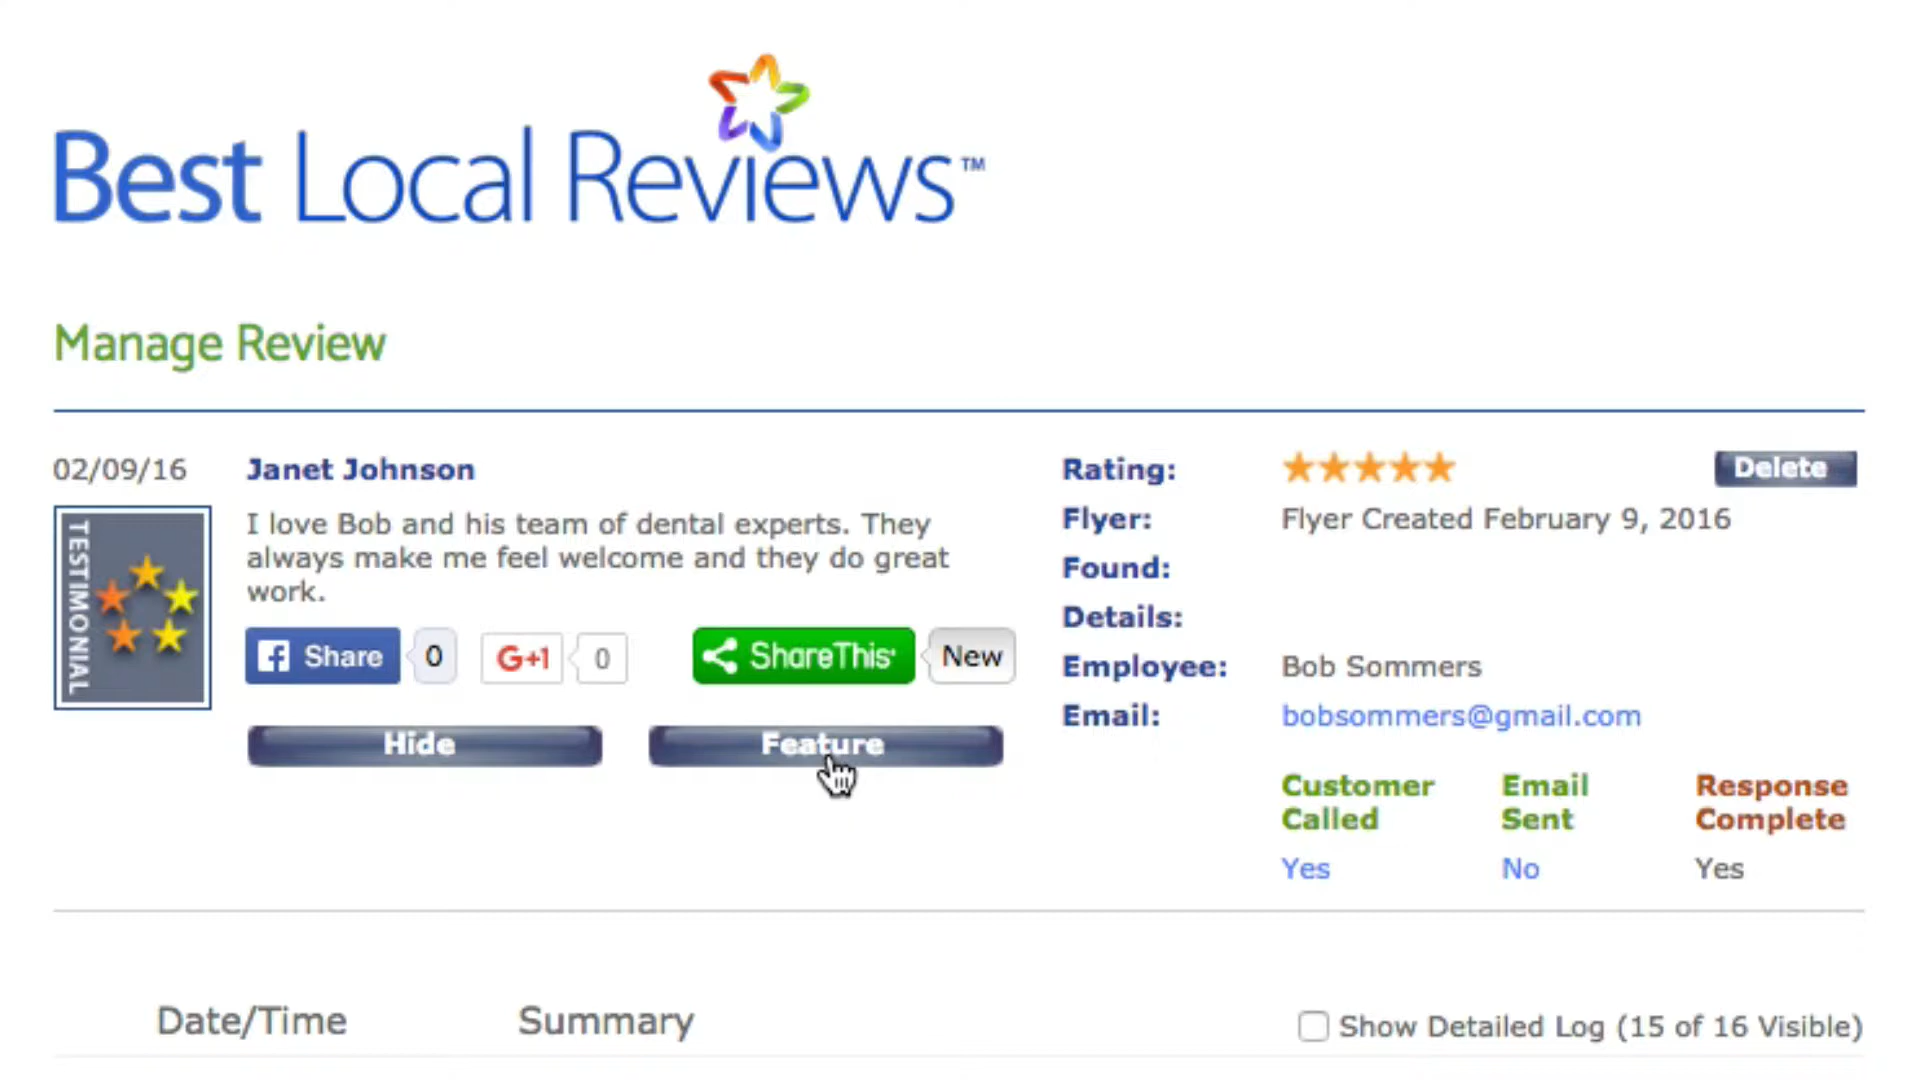 Best Local Reviews™
Manage Review
02/09/16
Janet Johnson
TESTIMONIAL
I love Bob and his team of dental experts. They
always make me feel welcome and they do great
work.
Share 0
G+1 0
ShareThis New
Hide
Feature
Rating:
Delete
Flyer: Flyer Created February 9, 2016
Found:
Details:
Employee: Bob Sommers
Email: bobsommers@gmail.com
Customer Called
Email Sent
Response Complete
Yes No Yes
Date/Time Summary Show Detailed Log (15 of 16 Visible)